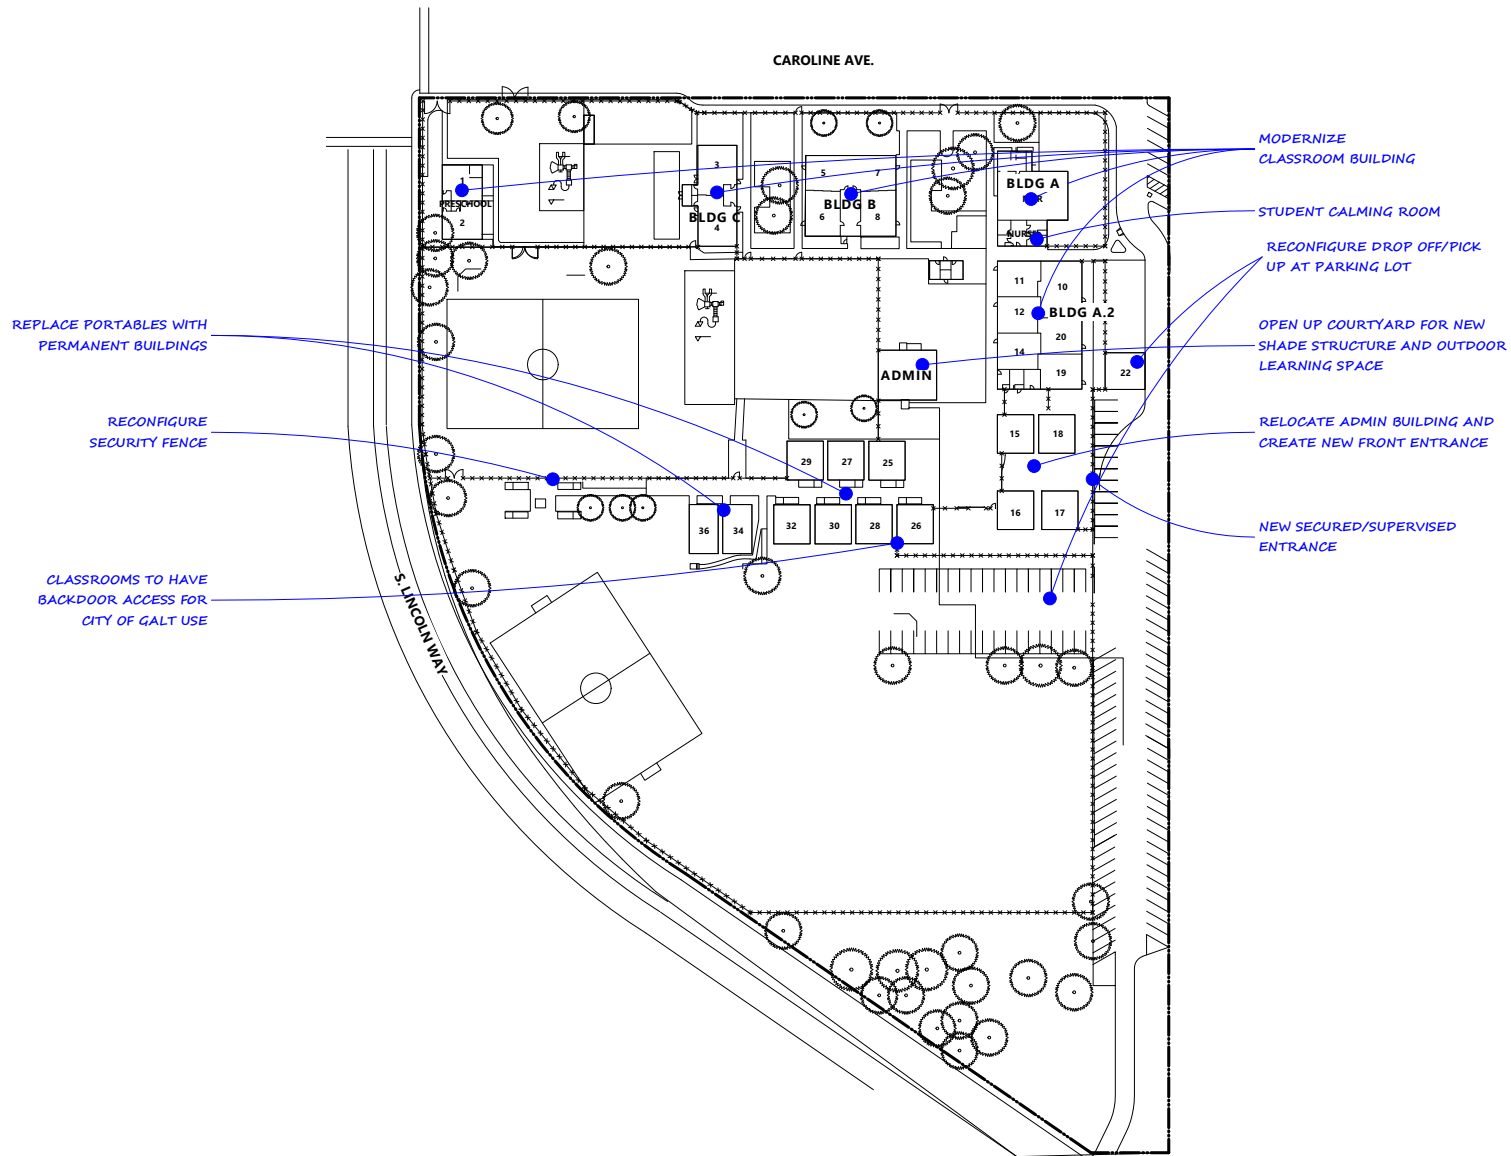 CAROLINE AVE.
MODERNIZE
CLASSROOM BUILDING
STUDENT CALMING ROOM
RECONFIGURE DROP OFF/PICK
UP AT PARKING LOT
OPEN UP COURTYARD FOR NEW
SHADE STRUCTURE AND OUTDOOR
LEARNING SPACE
RELOCATE ADMIN BUILDING AND
CREATE NEW FRONT ENTRANCE
NEW SECURED/SUPERVISED
ENTRANCE
REPLACE PORTABLES WITH
PERMANENT BUILDINGS
RECONFIGURE
SECURITY FENCE
CLASSROOMS TO HAVE
BACKDOOR ACCESS FOR
CITY OF GALT USE
S. LINCOLN WAY
1
PRESCHOOL
2
3
BLDG C
4
5
7
BLDG B
6
8
BLDG A
11
10
12
BLDG A.2
20
14
19
22
ADMIN
15
18
16
17
29
27
25
36
34
32
30
28
26